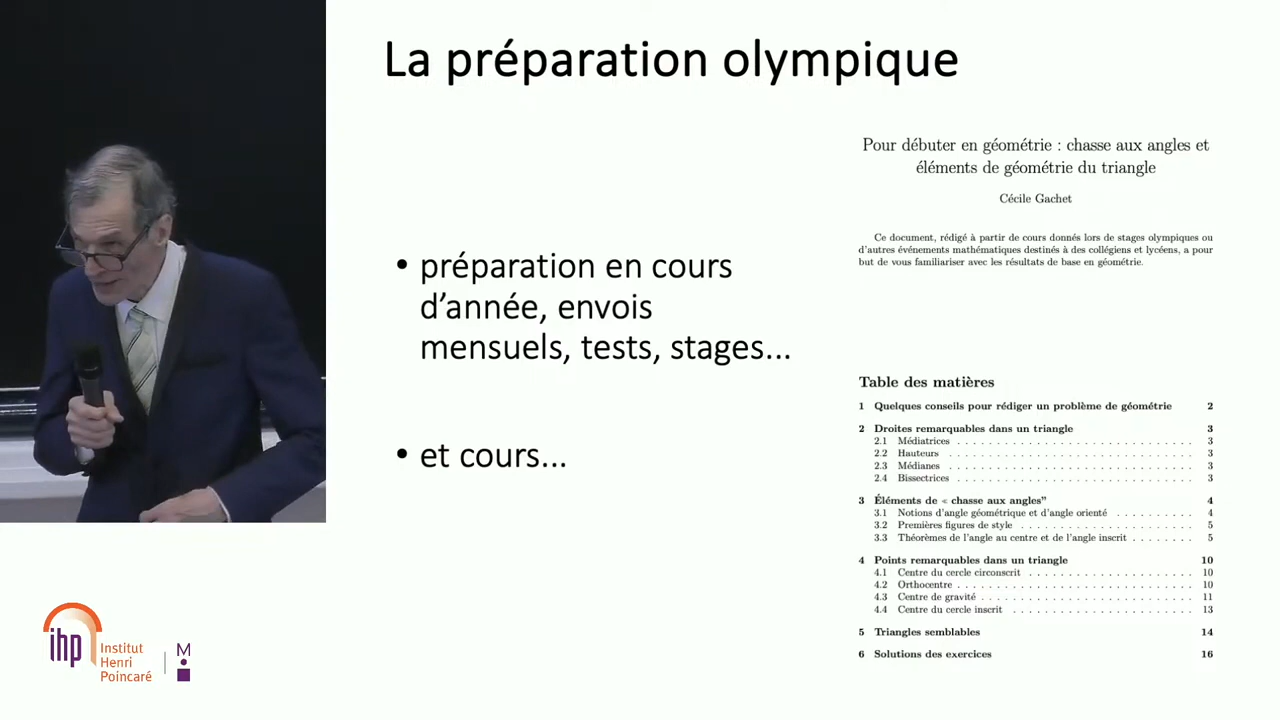 La préparation olympique
• préparation en cours
d’année, envois
mensuels, tests, stages...
• et cours...
Pour débuter en géométrie : chasse aux angles et
éléments de géométrie du triangle
Cécile Gachet
Ce document, rédigé à partir de cours donnés lors de stages olympiques ou
d'autres événements mathématiques destinés à des collégiens et lycéens, a pour
but de vous familiariser avec les résultats de base en géométrie.
Table des matières
1 Quelques conseils pour rédiger un problème de géométrie 2
2 Droites remarquables dans un triangle 3
2.1 Médiatrices . . . . . . . . . . . . . . . . . . . . 3
2.2 Hauteurs . . . . . . . . . . . . . . . . . . . . 3
2.3 Médianes . . . . . . . . . . . . . . . . . . . . 3
2.4 Bissectrices . . . . . . . . . . . . . . . . . . . . 3
3 Éléments de « chasse aux angles” 4
3.1 Notions d'angle géométrique et d'angle orienté . . . . . . . . 4
3.2 Premières figures de style . . . . . . . . . . . . . . . . 5
3.3 Théorèmes de l'angle au centre et de l'angle inscrit . . . . . . . . 5
4 Points remarquables dans un triangle 10
4.1 Centre du cercle circonscrit . . . . . . . . . . . . . . . . 10
4.2 Orthocentre . . . . . . . . . . . . . . . . . . . . 10
4.3 Centre de gravité . . . . . . . . . . . . . . . . . . . . 11
4.4 Centre du cercle inscrit . . . . . . . . . . . . . . . . 13
5 Triangles semblables 14
6 Solutions des exercices 16
ihp Institut
Henri
Poincaré
M